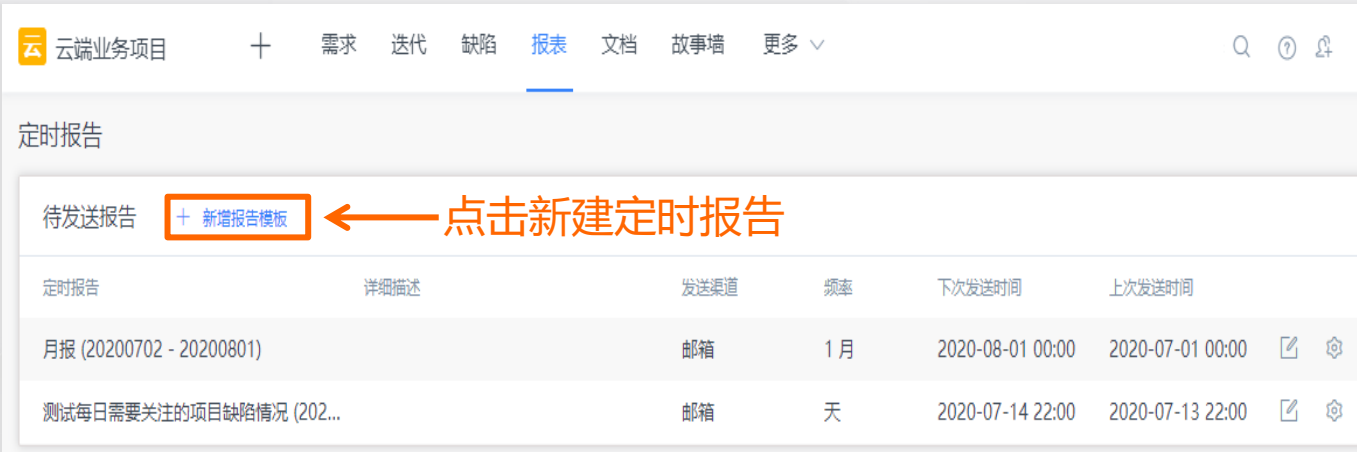 云 云端业务项目 需求 迭代 缺陷 报表 文档 故事墙 更多
定时报告
待发送报告 + 新增报告模板 点击新建定时报告
定时报告 详细描述 发送渠道 频率 下次发送时间 上次发送时间
月报 (20200702 - 20200801) 邮箱 1 月 2020-08-01 00:00 2020-07-01 00:00
测试每日需要关注的项目缺陷情况 (202... 邮箱 天 2020-07-14 22:00 2020-07-13 22:00